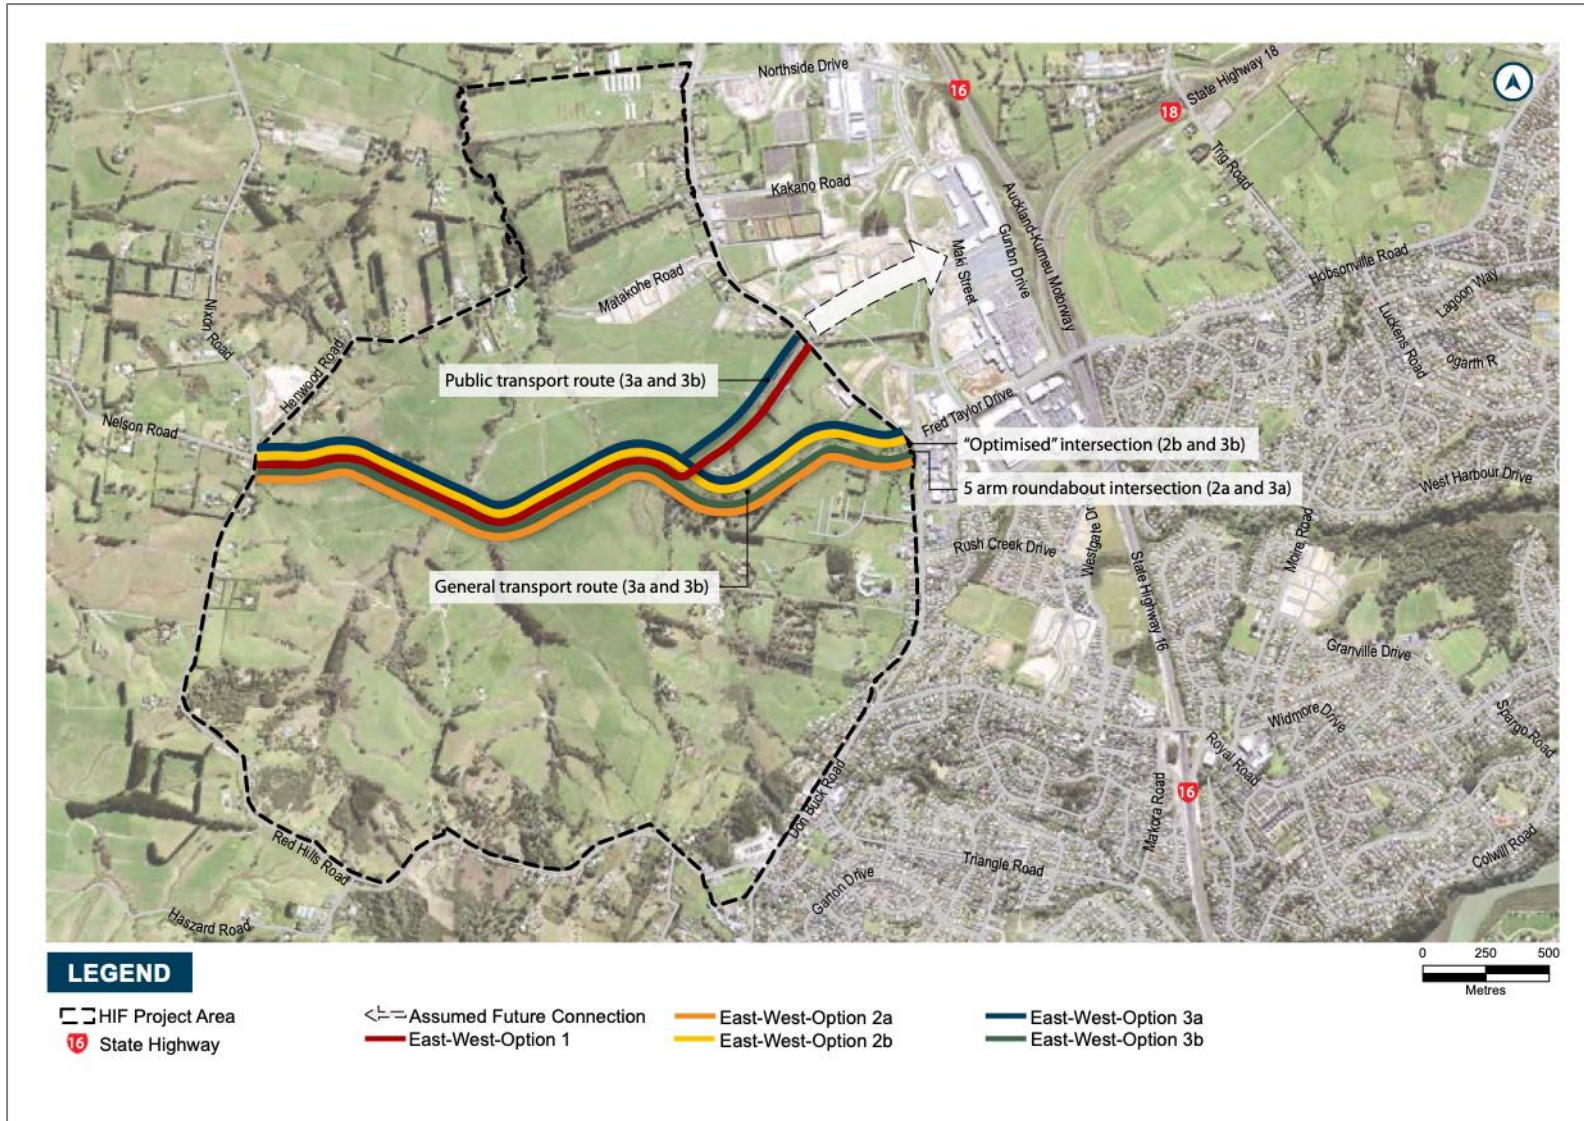 Northside Drive
16
State Highway 18
18
Trig Road
Kakano Road
Auckland-Kumeu Motorway
Gunton Drive
Maki Street
Hobsonville Road
Lagoon Way
Luckens Road
ogarth R
Matakohe Road
Nixon Road
Henwood Road
Public transport route (3a and 3b)
Nelson Road
Fred Taylor Drive
“Optimised” intersection (2b and 3b)
5 arm roundabout intersection (2a and 3a)
West Harbour Drive
Westgate Dr
Moire Road
Rush Creek Drive
General transport route (3a and 3b)
State Highway 16
Granville Drive
Widmore Drive
Spargo Road
Royal Road
Makora Road
16
Don Buck Road
Red Hills Road
Triangle Road
Colwill Road
Garton Drive
Haszard Road
LEGEND
0 250 500
Metres
HIF Project Area
Assumed Future Connection
East-West-Option 2a
East-West-Option 3a
16 State Highway
East-West-Option 1
East-West-Option 2b
East-West-Option 3b